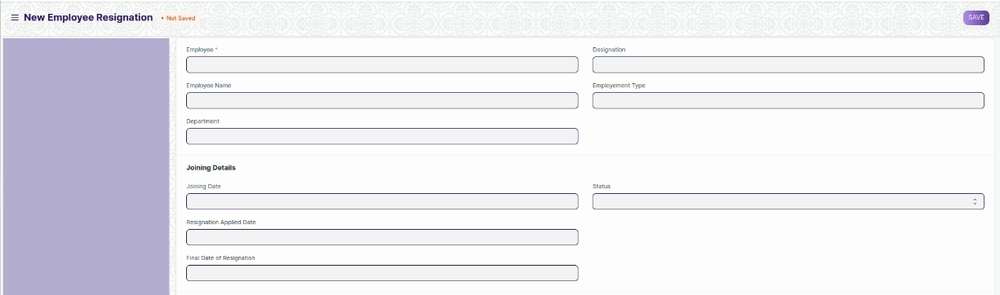 New Employee Resignation • Not Saved SAVE
Employee * Designation
Employee Name Employement Type
Department
Joining Details
Joining Date Status
Resignation Applied Date
Final Date of Resignation